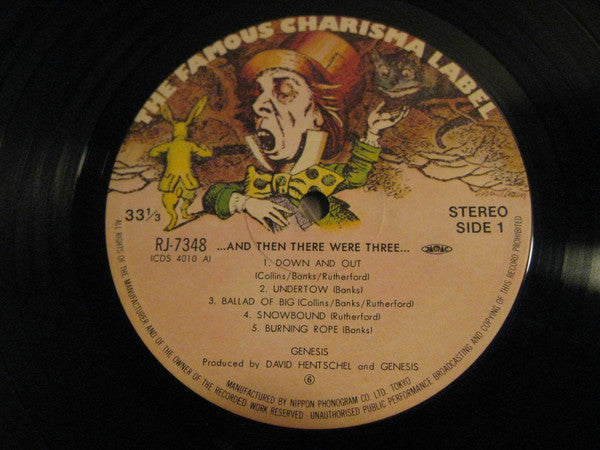 THE FAMOUS CHARISMA LABEL
33 1/3
STEREO
SIDE 1
RJ-7348
(CDS 4010 A)
...AND THEN THERE WERE THREE...
1. DOWN AND OUT
(Collins/Banks/Rutherford)
2. UNDERTOW (Banks)
3. BALLAD OF BIG (Collins/Banks/Rutherford)
4. SNOWBOUND (Rutherford)
5. BURNING ROPE (Banks)
GENESIS
Produced by DAVID HENTSCHEL and GENESIS
6
ALL RIGHTS OF THE MANUFACTURER AND OF THE OWNER OF THE RECORDED WORK RESERVED · UNAUTHORISED PUBLIC PERFORMANCE BROADCASTING AND COPYING OF THIS RECORD PROHIBITED
MANUFACTURED BY NIPPON PHONOGRAM CO. LTD. TOKYO